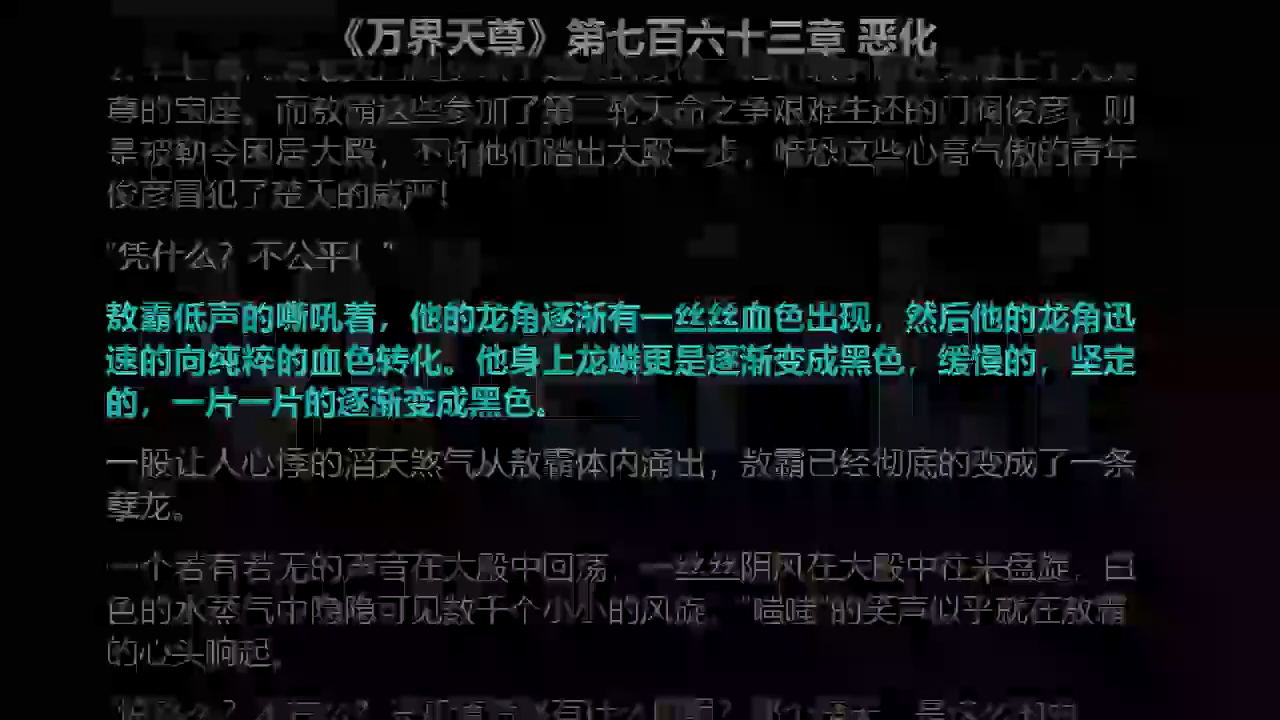 《万界天尊》第七百六十三章 恶化
尊的宝座。而敖霸这些参加了第二轮天命之争艰难生还的门阀俊彦，则
是被勒令困居大殿，不许他们踏出大殿一步，唯恐这些心高气傲的青年
俊彦冒犯了楚天的威严！
“凭什么？不公平！”
敖霸低声的嘶吼着，他的龙角逐渐有一丝丝血色出现，然后他的龙角迅
速的向纯粹的血色转化。他身上龙鳞更是逐渐变成黑色，缓慢的，坚定
的，一片一片的逐渐变成黑色。
一股让人心悸的滔天煞气从敖霸体内涌出，敖霸已经彻底的变成了一条
孽龙。
一个若有若无的声音在大殿中回荡，一丝丝阴风在大殿中往来盘旋，白
色的水蒸气中隐隐可见数千个小小的风旋，“嗤嗤”的笑声似乎就在敖霸
的心头响起。